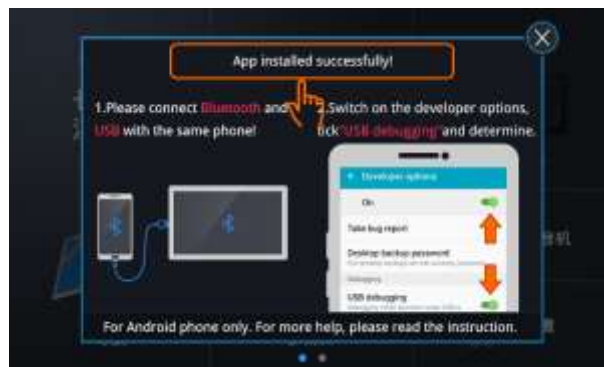 App installed successfully!
1.Please connect Bluetooth and
USB with the same phone!
2.Switch on the developer options,
tick"USB debugging"and determine.
Developer options
On
Take bug report
Desktop backup password
Debugging
USB debugging
For Android phone only. For more help, please read the instruction.